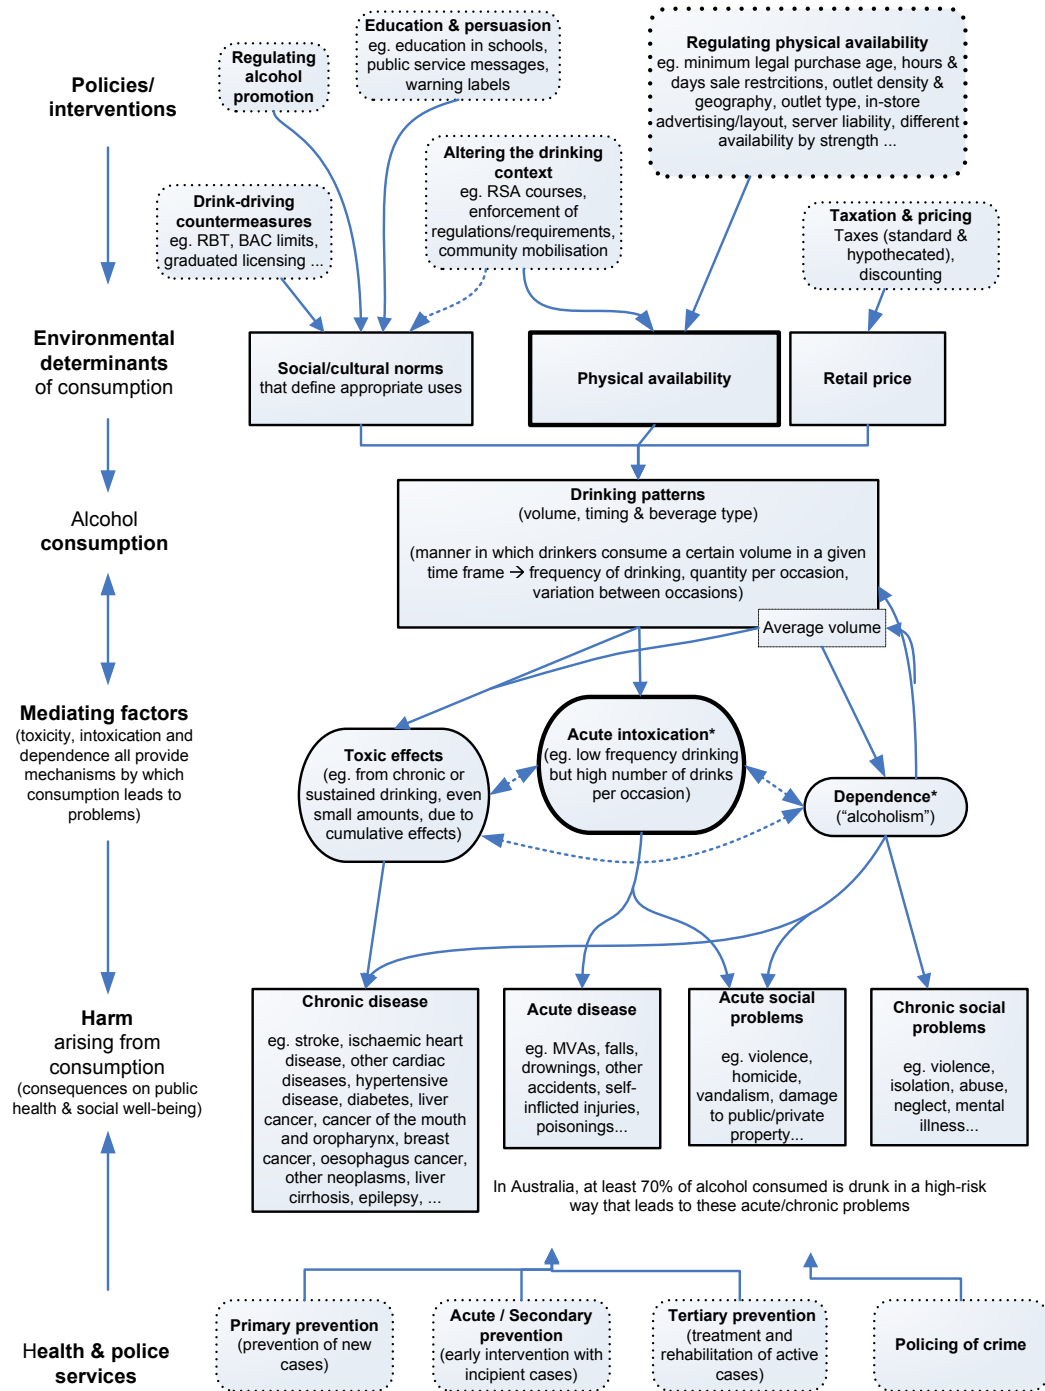 Policies/
interventions
Regulating
alcohol
promotion
Education & persuasion
eg. education in schools,
public service messages,
warning labels
Regulating physical availability
eg. minimum legal purchase age, hours &
days sale restrcitions, outlet density &
geography, outlet type, in-store
advertising/layout, server liability, different
availability by strength ...
Drink-driving
countermeasures
eg. RBT, BAC limits,
graduated licensing ...
Altering the drinking
context
eg. RSA courses,
enforcement of
regulations/requirements,
community mobilisation
Taxation & pricing
Taxes (standard &
hypothecated),
discounting
Environmental
determinants
of consumption
Social/cultural norms
that define appropriate uses
Physical availability
Retail price
Alcohol
consumption
Drinking patterns
(volume, timing & beverage type)
(manner in which drinkers consume a certain volume in a given
time frame → frequency of drinking, quantity per occasion,
variation between occasions)
Average volume
Mediating factors
(toxicity, intoxication and
dependence all provide
mechanisms by which
consumption leads to
problems)
Toxic effects
(eg. from chronic or
sustained drinking, even
small amounts, due to
cumulative effects)
Acute intoxication*
(eg. low frequency drinking
but high number of drinks
per occasion)
Dependence*
("alcoholism")
Harm
arising from
consumption
(consequences on public
health & social well-being)
Chronic disease
eg. stroke, ischaemic heart
disease, other cardiac
diseases, hypertensive
disease, diabetes, liver
cancer, cancer of the mouth
and oropharynx, breast
cancer, oesophagus cancer,
other neoplasms, liver
cirrhosis, epilepsy, ...
Acute disease
eg. MVAs, falls,
drownings, other
accidents, self-
inflicted injuries,
poisonings...
Acute social
problems
eg. violence,
homicide,
vandalism, damage
to public/private
property...
Chronic social
problems
eg. violence,
isolation, abuse,
neglect, mental
illness...
In Australia, at least 70% of alcohol consumed is drunk in a high-risk
way that leads to these acute/chronic problems
Health & police
services
Primary prevention
(prevention of new
cases)
Acute / Secondary
prevention
(early intervention with
incipient cases)
Tertiary prevention
(treatment and
rehabilitation of active
cases)
Policing of crime